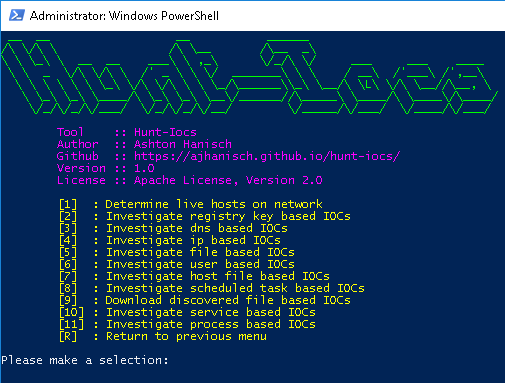 Administrator: Windows PowerShell
Hunt-Iocs
Tool :: Hunt-Iocs
Author :: Ashton Hanisch
Github :: https://ajhanisch.github.io/hunt-iocs/
Version :: 1.0
License :: Apache License, Version 2.0
[1] : Determine live hosts on network
[2] : Investigate registry key based IOCs
[3] : Investigate dns based IOCs
[4] : Investigate ip based IOCs
[5] : Investigate file based IOCs
[6] : Investigate user based IOCs
[7] : Investigate host file based IOCs
[8] : Investigate scheduled task based IOCs
[9] : Download discovered file based IOCs
[10] : Investigate service based IOCs
[11] : Investigate process based IOCs
[R] : Return to previous menu
Please make a selection: